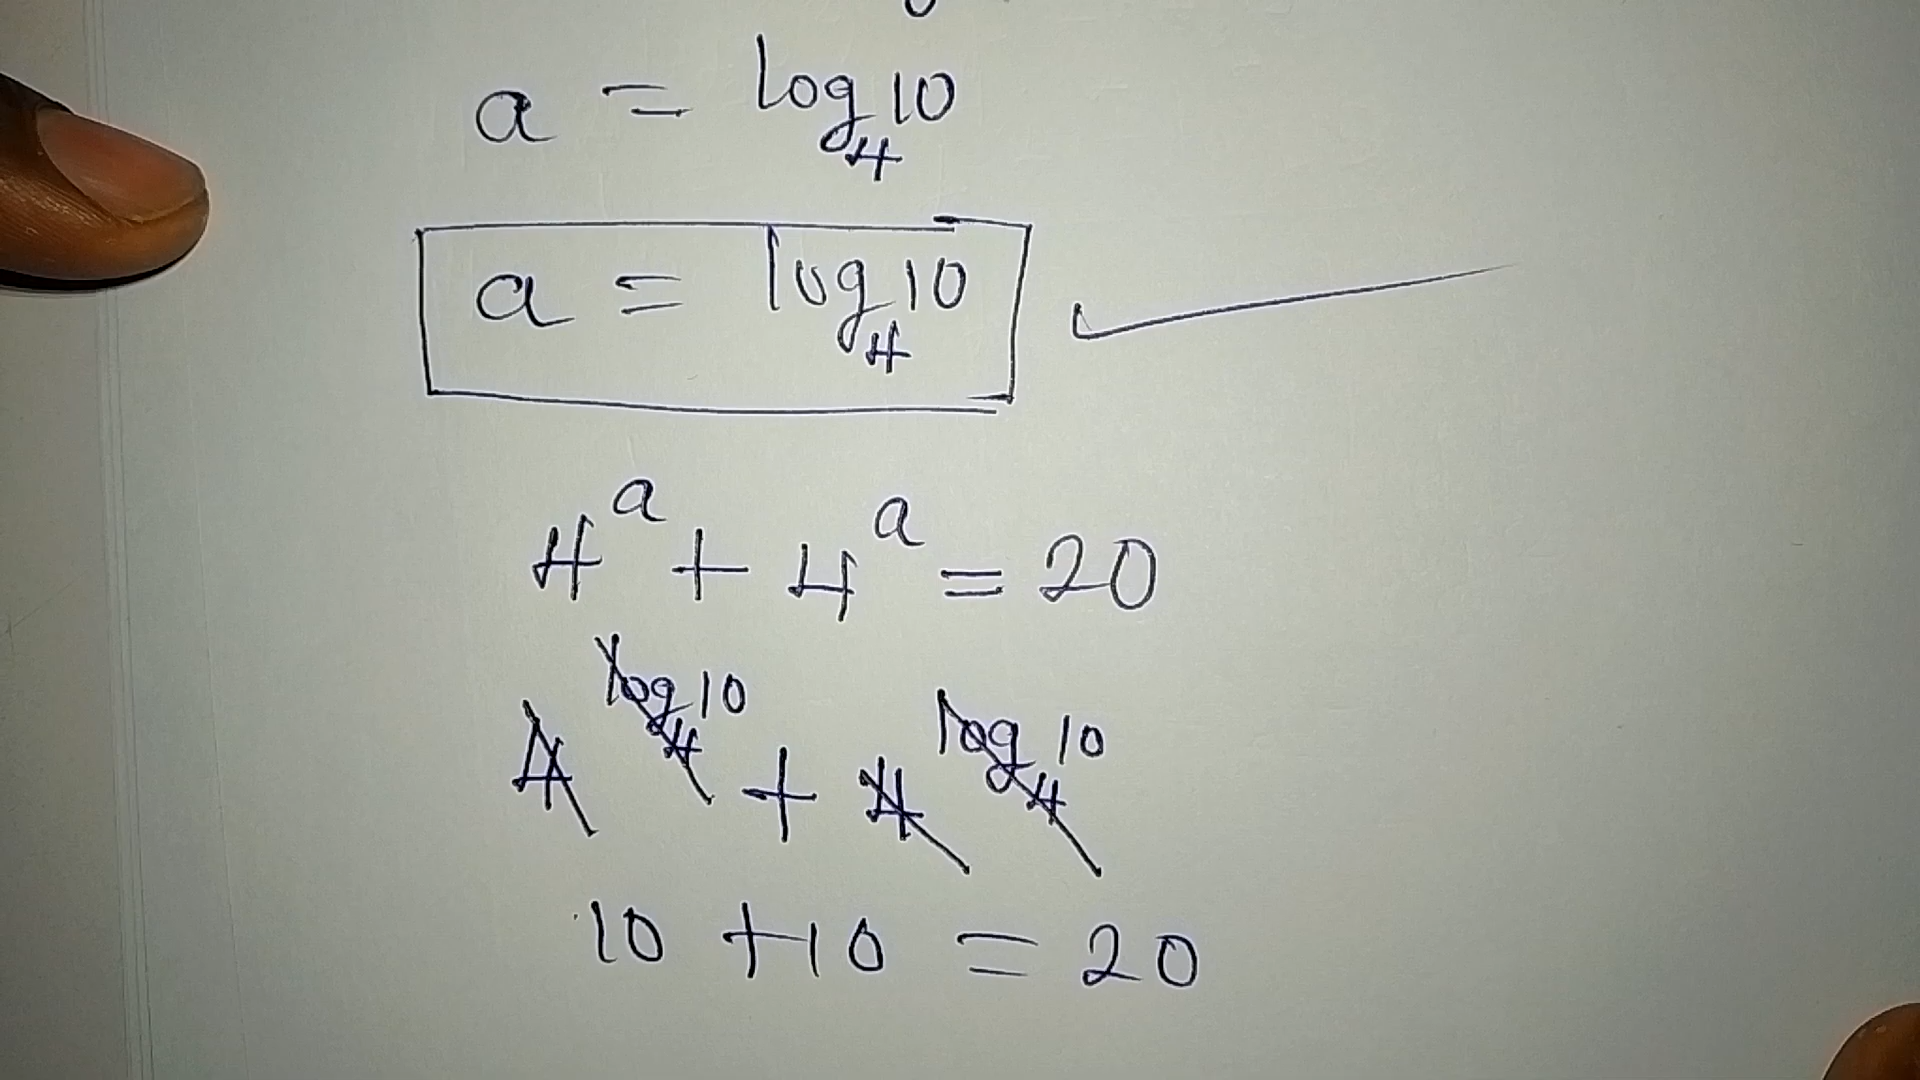 a = log₄10
a = log₄10
4ᵃ + 4ᵃ = 20
4^log₄10 + 4^log₄10
10 + 10 = 20